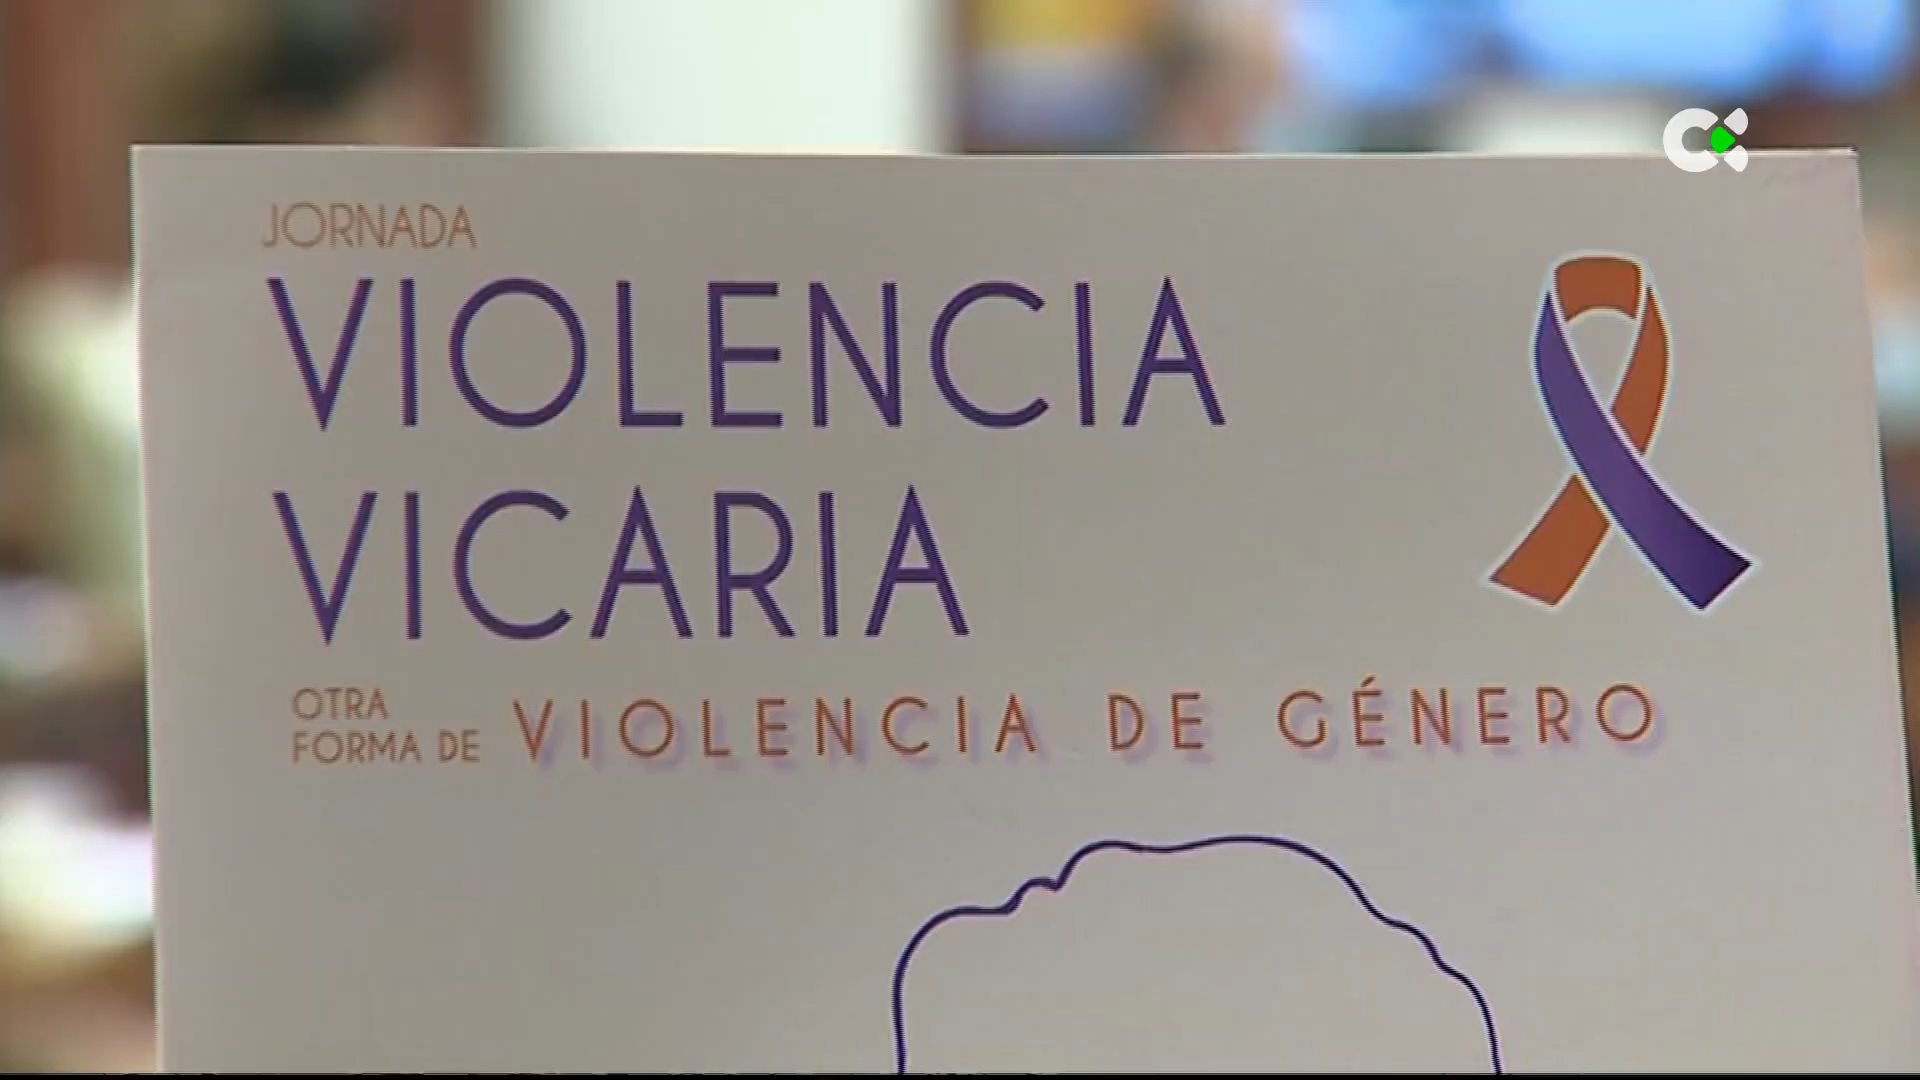 JORNADA
VIOLENCIA
VICARIA
OTRA
FORMA DE VIOLENCIA DE GÉNERO